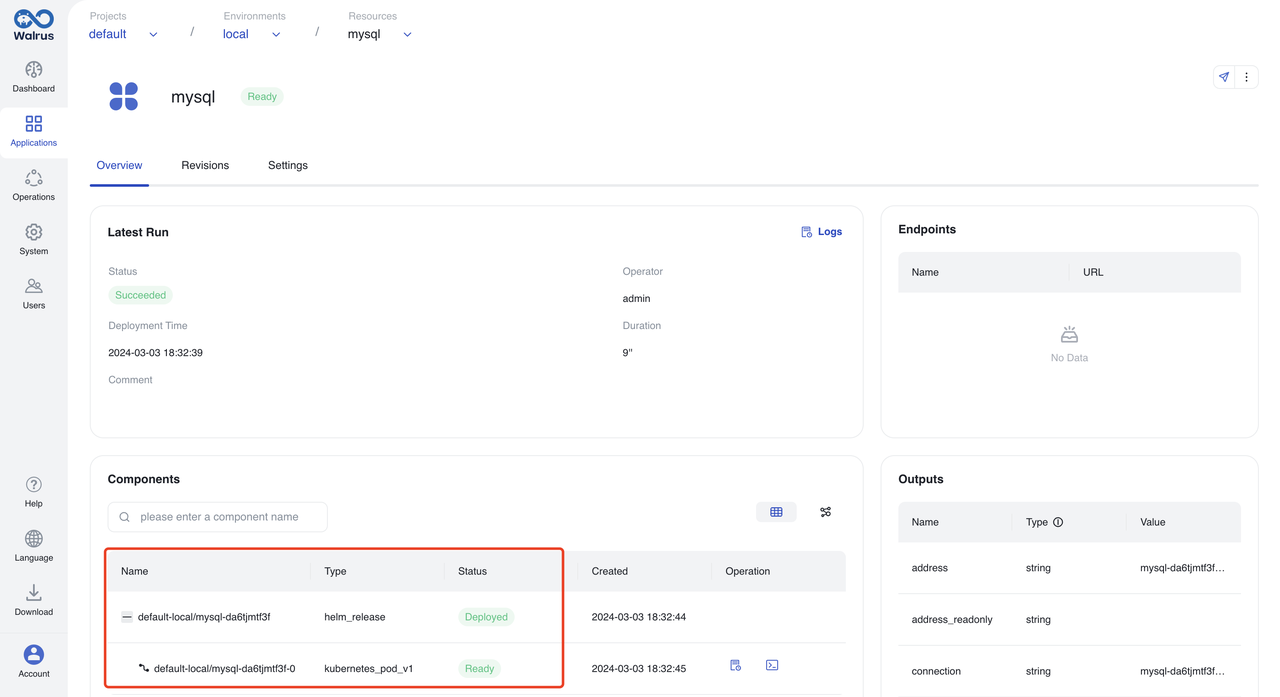 Projects
Environments
Resources
Walrus
default
/
local
/
mysql
Dashboard
Applications
Operations
System
Users
Help
Language
Download
Account
mysql
Ready
Overview
Revisions
Settings
Latest Run
Logs
Status
Operator
Succeeded
admin
Deployment Time
Duration
2024-03-03 18:32:39
9''
Comment
Endpoints
Name
URL
No Data
Components
please enter a component name
Name
Type
Status
Created
Operation
default-local/mysql-da6tjmtf3f
helm_release
Deployed
2024-03-03 18:32:44
default-local/mysql-da6tjmtf3f-0
kubernetes_pod_v1
Ready
2024-03-03 18:32:45
Outputs
Name
Type
Value
address
string
mysql-da6tjmtf3f...
address_readonly
string
connection
string
mysql-da6tjmtf3f...